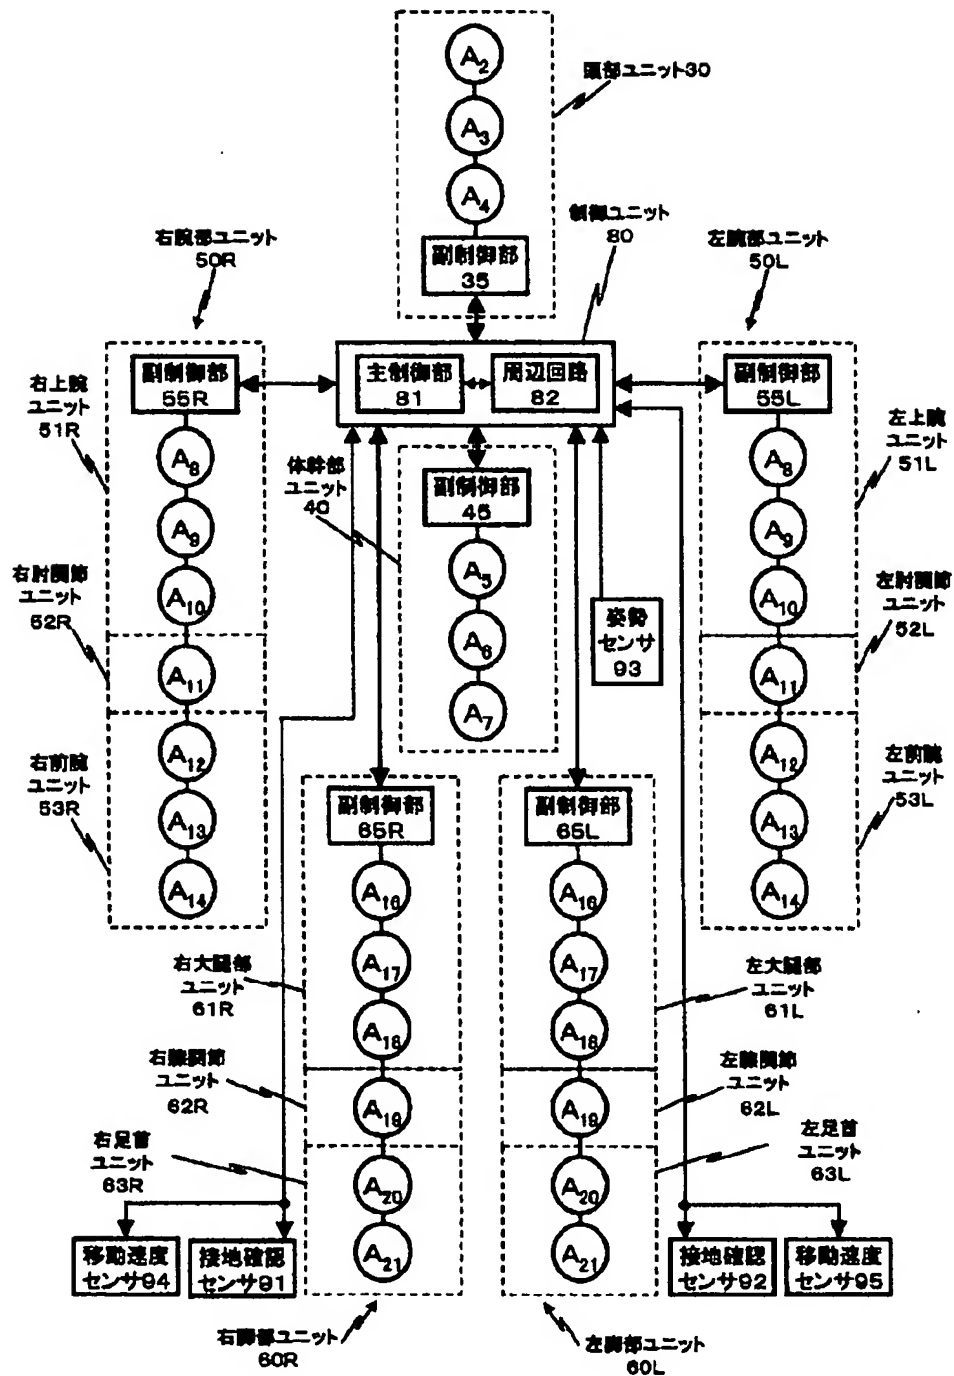 A2
頭部ユニット30
A3
A4
副制御部
35
制御ユニット
80
右腕部ユニット
50R
左腕部ユニット
50L
副制御部
55R
主制御部
81
周辺回路
82
副制御部
55L
右上腕
ユニット
51R
A8
A9
A10
体幹部
ユニット
40
副制御部
45
A5
A6
A7
姿勢
センサ
93
A8
A9
A10
左上腕
ユニット
51L
右肘関節
ユニット
52R
A11
A11
左肘関節
ユニット
52L
右前腕
ユニット
53R
A12
A13
A14
A12
A13
A14
左前腕
ユニット
53L
副制御部
65R
副制御部
65L
右大腿部
ユニット
61R
A16
A17
A18
A16
A17
A18
左大腿部
ユニット
61L
右膝関節
ユニット
62R
A19
A19
左膝関節
ユニット
62L
右足首
ユニット
63R
A20
A21
A20
A21
左足首
ユニット
63L
移動速度
センサ94
接地確認
センサ91
接地確認
センサ92
移動速度
センサ95
右脚部ユニット
60R
左脚部ユニット
60L